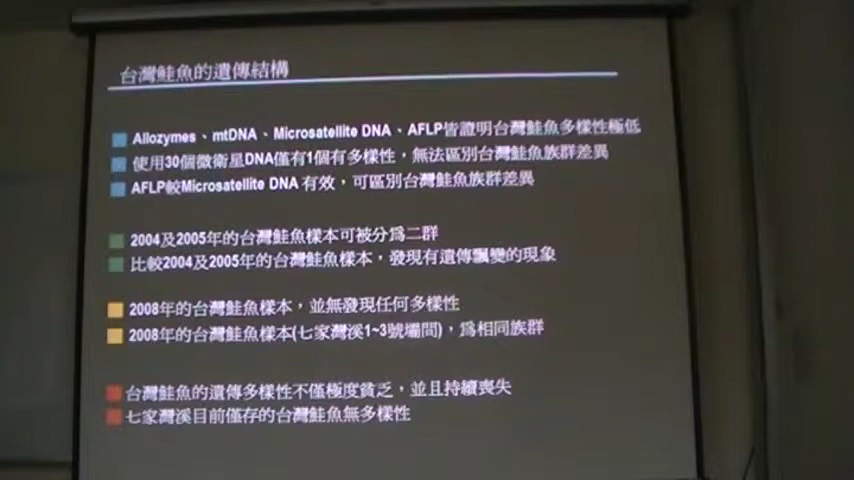 台灣鮭魚的遺傳結構
Allozymes、mtDNA、Microsatellite DNA、AFLP皆證明台灣鮭魚多樣性極低
使用30個微衛星DNA僅有1個有多樣性，無法區別台灣鮭魚族群差異
AFLP較Microsatellite DNA 有效，可區別台灣鮭魚族群差異
2004及2005年的台灣鮭魚樣本可被分為二群
比較2004及2005年的台灣鮭魚樣本，發現有遺傳飄變的現象
2008年的台灣鮭魚樣本，並無發現任何多樣性
2008年的台灣鮭魚樣本(七家灣溪1~3號壩間)，為相同族群
台灣鮭魚的遺傳多樣性不僅極度貧乏，並且持續喪失
七家灣溪目前僅存的台灣鮭魚無多樣性